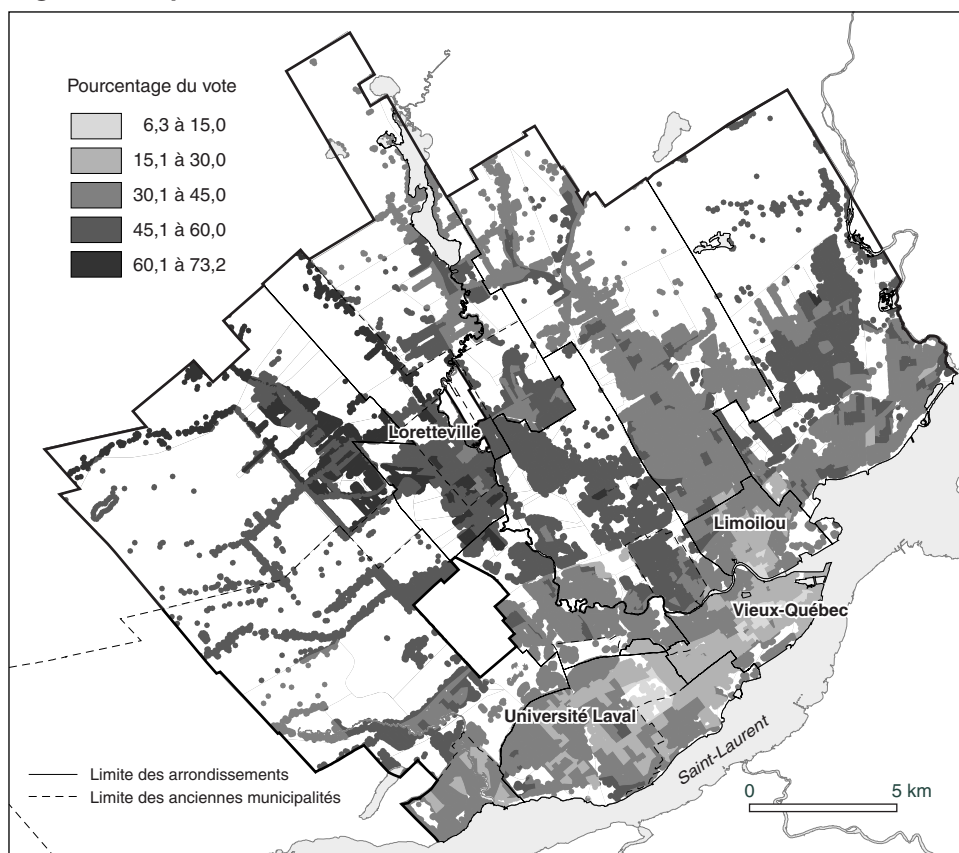 Pourcentage du vote
6,3 à 15,0
15,1 à 30,0
30,1 à 45,0
45,1 à 60,0
60,1 à 73,2
Loretteville
Limoilou
Vieux-Québec
Université Laval
Saint-Laurent
Limite des arrondissements
Limite des anciennes municipalités
0 5 km